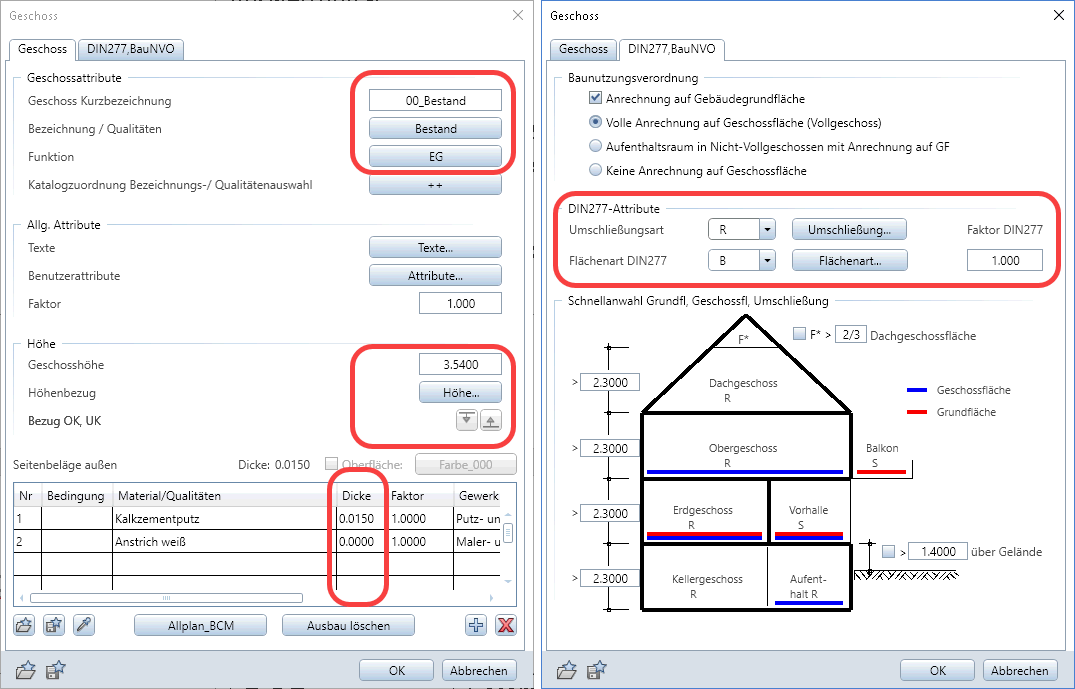 Geschoss
Geschoss DIN277,BauNVO
Geschossattribute
Geschoss Kurzbezeichnung 00_Bestand
Bezeichnung / Qualitäten Bestand
Funktion EG
Katalogzuordnung Bezeichnungs-/ Qualitätenauswahl ++
Allg. Attribute
Texte Texte...
Benutzerattribute Attribute...
Faktor 1.000
Höhe
Geschosshöhe 3.5400
Höhenbezug Höhe...
Bezug OK, UK
Seitenbeläge außen Dicke: 0.0150 Oberfläche: Farbe_000
Nr Bedingung Material/Qualitäten Dicke Faktor Gewerk
1 Kalkzementputz 0.0150 1.0000 Putz- un
2 Anstrich weiß 0.0000 1.0000 Maler- u
Allplan_BCM Ausbau löschen
OK Abbrechen
Geschoss
Geschoss DIN277,BauNVO
Baunutzungsverordnung
Anrechnung auf Gebäudegrundfläche
Volle Anrechnung auf Geschossfläche (Vollgeschoss)
Aufenthaltsraum in Nicht-Vollgeschossen mit Anrechnung auf GF
Keine Anrechnung auf Geschossfläche
DIN277-Attribute
Umschließungsart R Umschließung... Faktor DIN277
Flächenart DIN277 B Flächenart... 1.000
Schnellanwahl Grundfl, Geschossfl, Umschließung
F* F* > 2/3 Dachgeschossfläche
> 2.3000 Dachgeschoss
R
Geschossfläche
Grundfläche
> 2.3000 Obergeschoss
R
Balkon
S
> 2.3000 Erdgeschoss
R
Vorhalle
S
> 1.4000 über Gelände
> 2.3000 Kellergeschoss
R
Aufent-
halt R
OK Abbrechen